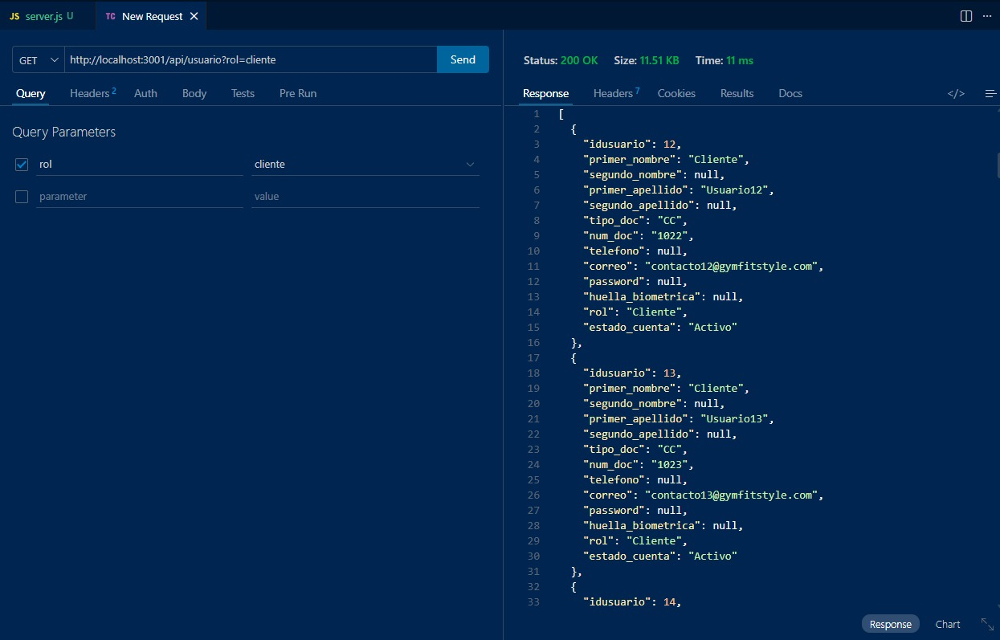 JS server.js U
TC New Request ×
GET http://localhost:3001/api/usuario?rol=cliente Send
Query Headers 2 Auth Body Tests Pre Run
Query Parameters
rol cliente
parameter value
Status: 200 OK Size: 11.51 KB Time: 11 ms
Response Headers 7 Cookies Results Docs </>
1 [
2 {
3 "idusuario": 12,
4 "primer_nombre": "Cliente",
5 "segundo_nombre": null,
6 "primer_apellido": "Usuario12",
7 "segundo_apellido": null,
8 "tipo_doc": "CC",
9 "num_doc": "1022",
10 "telefono": null,
11 "correo": "contacto12@gymfitstyle.com",
12 "password": null,
13 "huella_biometrica": null,
14 "rol": "Cliente",
15 "estado_cuenta": "Activo"
16 },
17 {
18 "idusuario": 13,
19 "primer_nombre": "Cliente",
20 "segundo_nombre": null,
21 "primer_apellido": "Usuario13",
22 "segundo_apellido": null,
23 "tipo_doc": "CC",
24 "num_doc": "1023",
25 "telefono": null,
26 "correo": "contacto13@gymfitstyle.com",
27 "password": null,
28 "huella_biometrica": null,
29 "rol": "Cliente",
30 "estado_cuenta": "Activo"
31 },
32 {
33 "idusuario": 14,
Response Chart